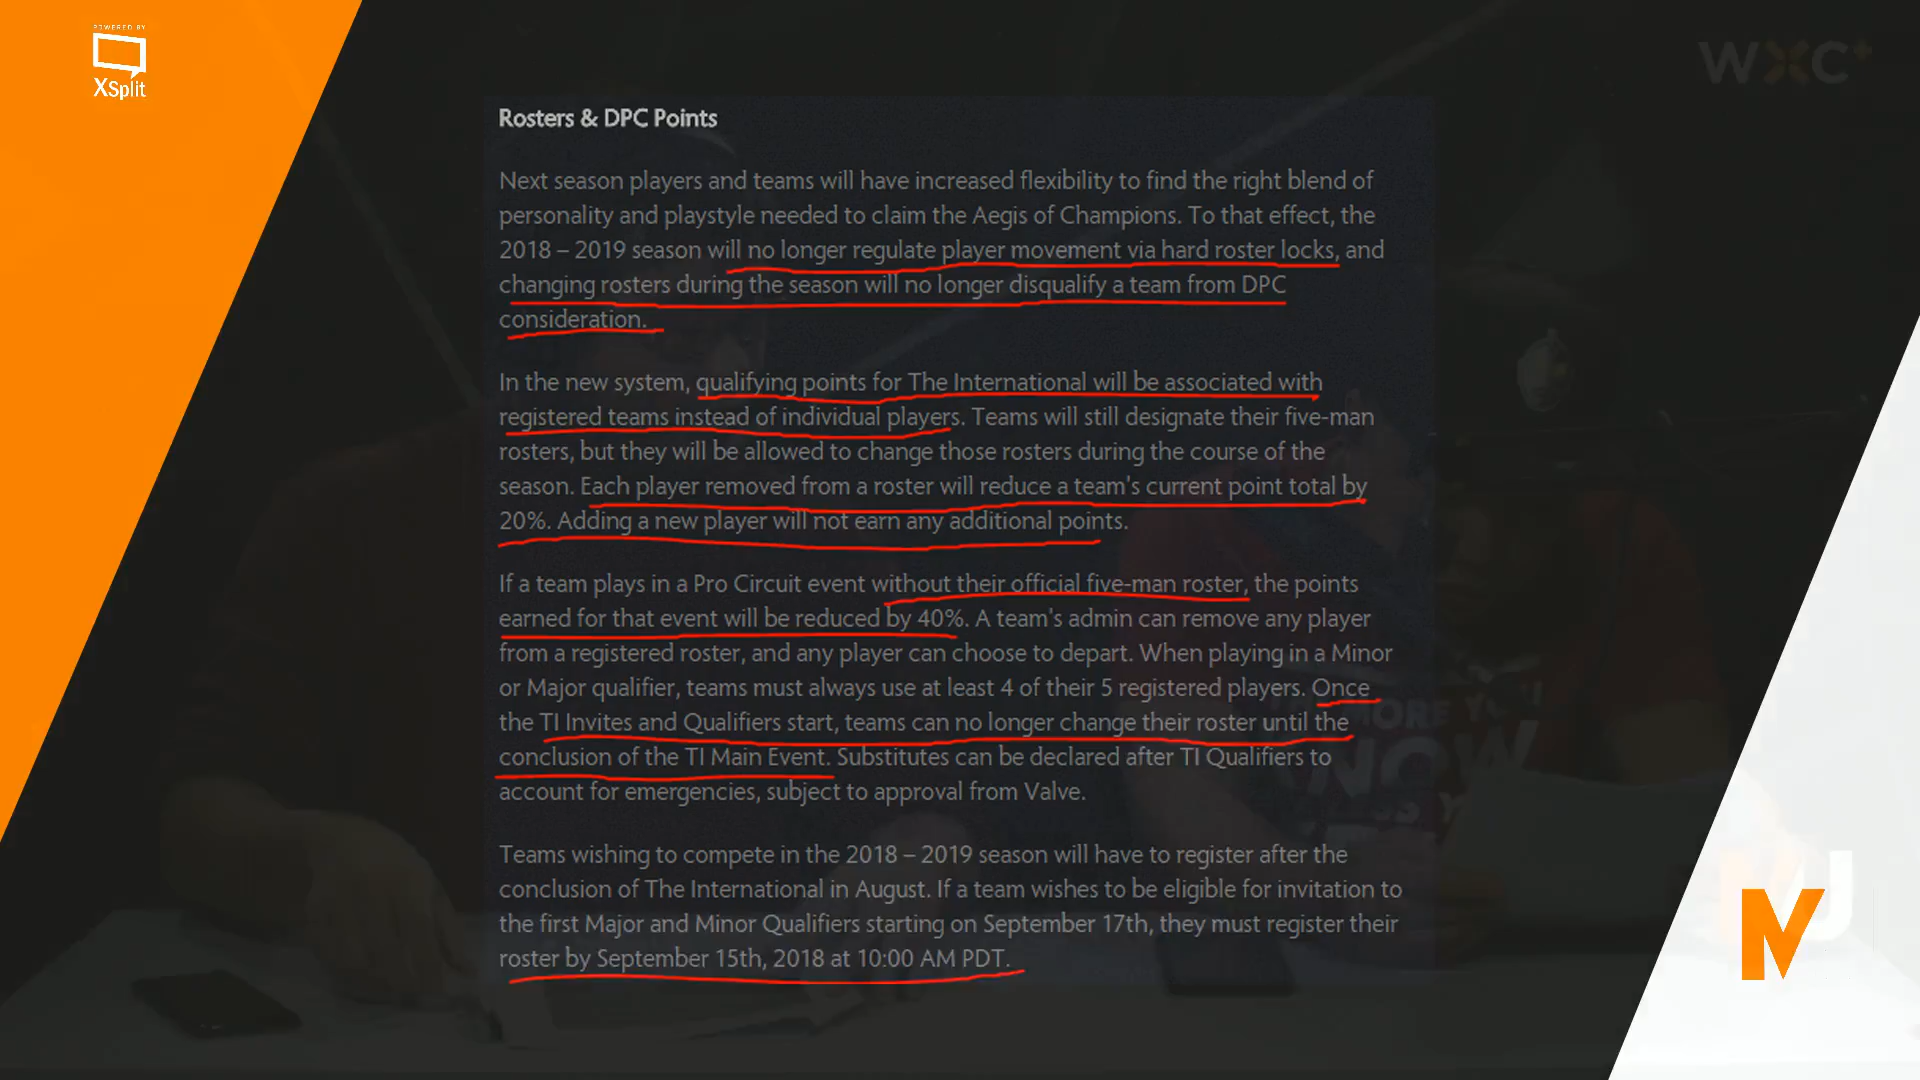 POWERED BY
XSplit
WXC+
Rosters & DPC Points
Next season players and teams will have increased flexibility to find the right blend of
personality and playstyle needed to claim the Aegis of Champions. To that effect, the
2018 – 2019 season will no longer regulate player movement via hard roster locks, and
changing rosters during the season will no longer disqualify a team from DPC
consideration.
In the new system, qualifying points for The International will be associated with
registered teams instead of individual players. Teams will still designate their five-man
rosters, but they will be allowed to change those rosters during the course of the
season. Each player removed from a roster will reduce a team's current point total by
20%. Adding a new player will not earn any additional points.
If a team plays in a Pro Circuit event without their official five-man roster, the points
earned for that event will be reduced by 40%. A team's admin can remove any player
from a registered roster, and any player can choose to depart. When playing in a Minor
or Major qualifier, teams must always use at least 4 of their 5 registered players. Once
the TI Invites and Qualifiers start, teams can no longer change their roster until the
conclusion of the TI Main Event. Substitutes can be declared after TI Qualifiers to
account for emergencies, subject to approval from Valve.
Teams wishing to compete in the 2018 – 2019 season will have to register after the
conclusion of The International in August. If a team wishes to be eligible for invitation to
the first Major and Minor Qualifiers starting on September 17th, they must register their
roster by September 15th, 2018 at 10:00 AM PDT.
MORE YOU
NOW